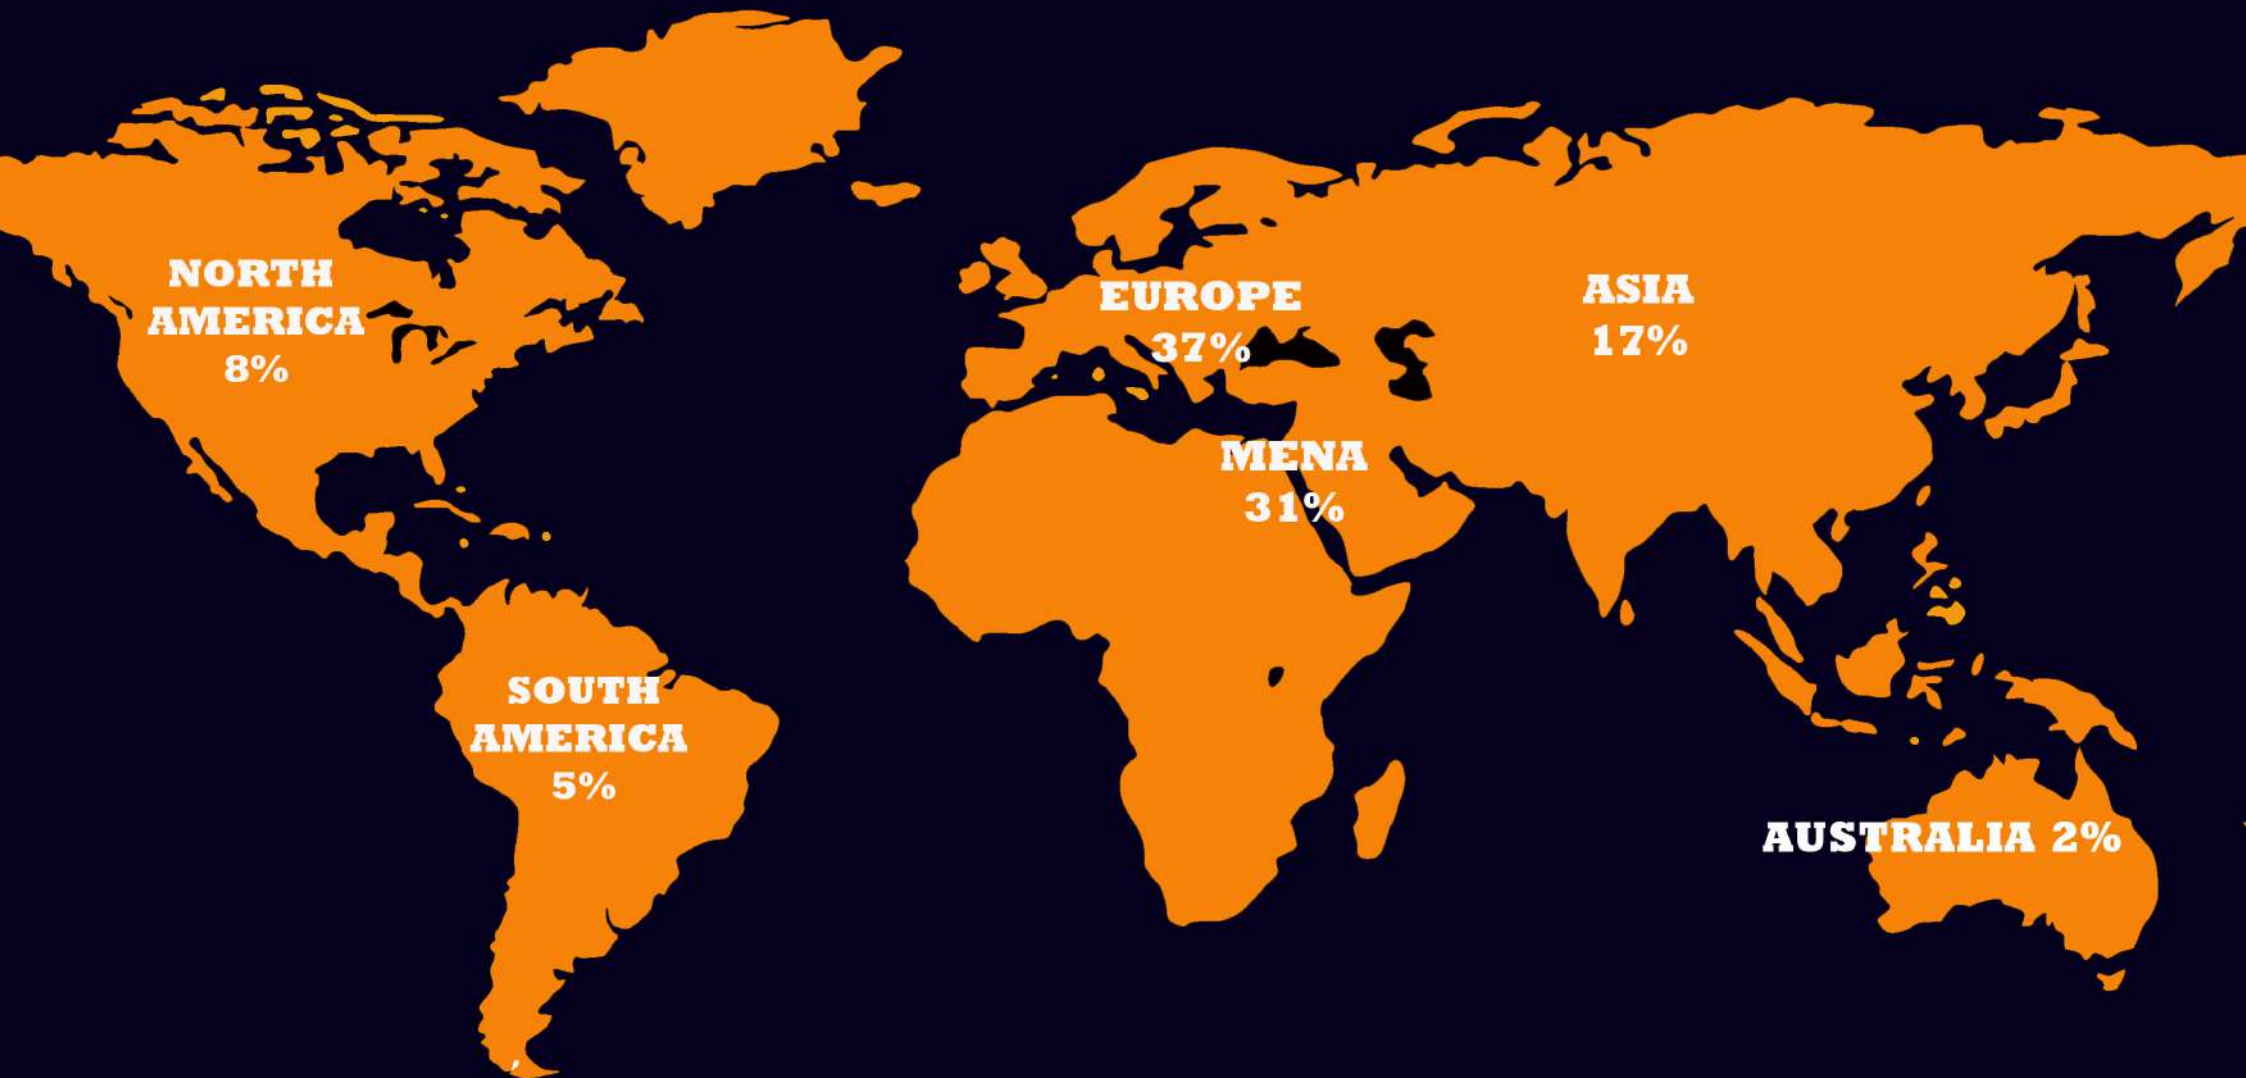 NORTH
AMERICA
8%
EUROPE
37%
ASIA
17%
MENA
31%
SOUTH
AMERICA
5%
AUSTRALIA 2%